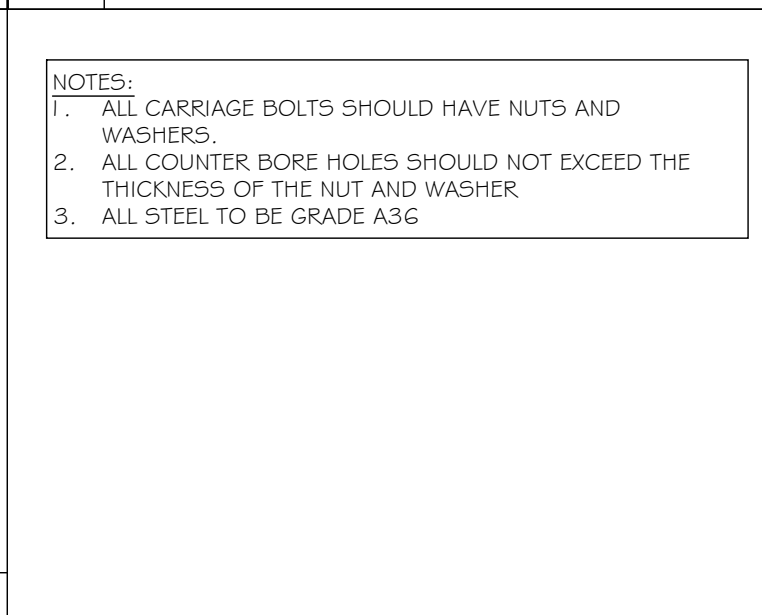 NOTES:
1. ALL CARRIAGE BOLTS SHOULD HAVE NUTS AND
WASHERS.
2. ALL COUNTER BORE HOLES SHOULD NOT EXCEED THE
THICKNESS OF THE NUT AND WASHER
3. ALL STEEL TO BE GRADE A36